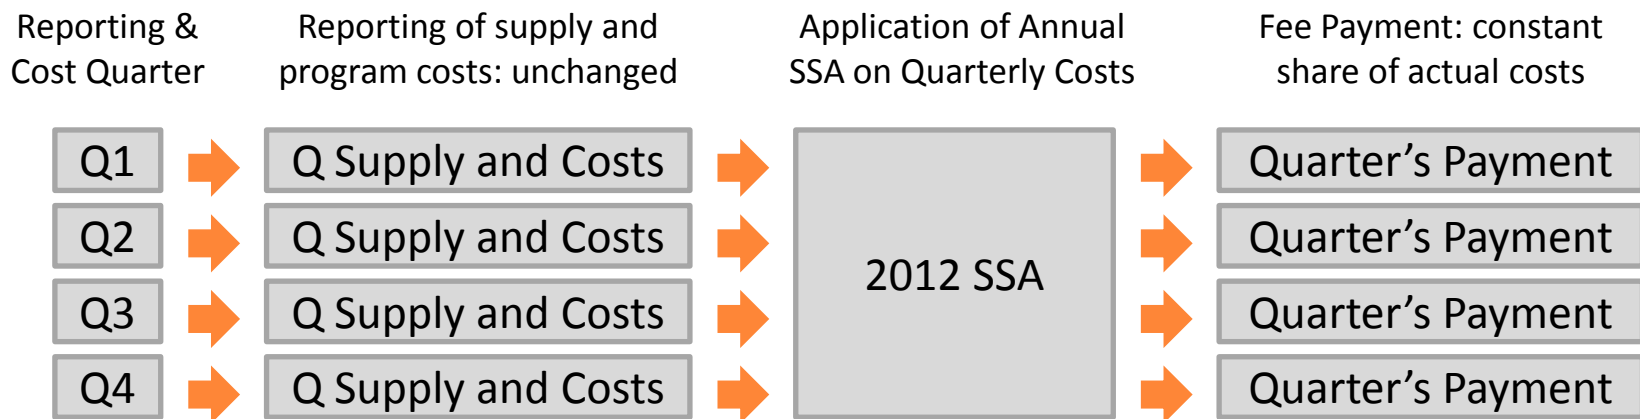 Reporting &
Cost Quarter
Reporting of supply and
program costs: unchanged
Application of Annual
SSA on Quarterly Costs
Fee Payment: constant
share of actual costs
Q1
Q Supply and Costs
Quarter’s Payment
Q2
Q Supply and Costs
Quarter’s Payment
2012 SSA
Q3
Q Supply and Costs
Quarter’s Payment
Q4
Q Supply and Costs
Quarter’s Payment